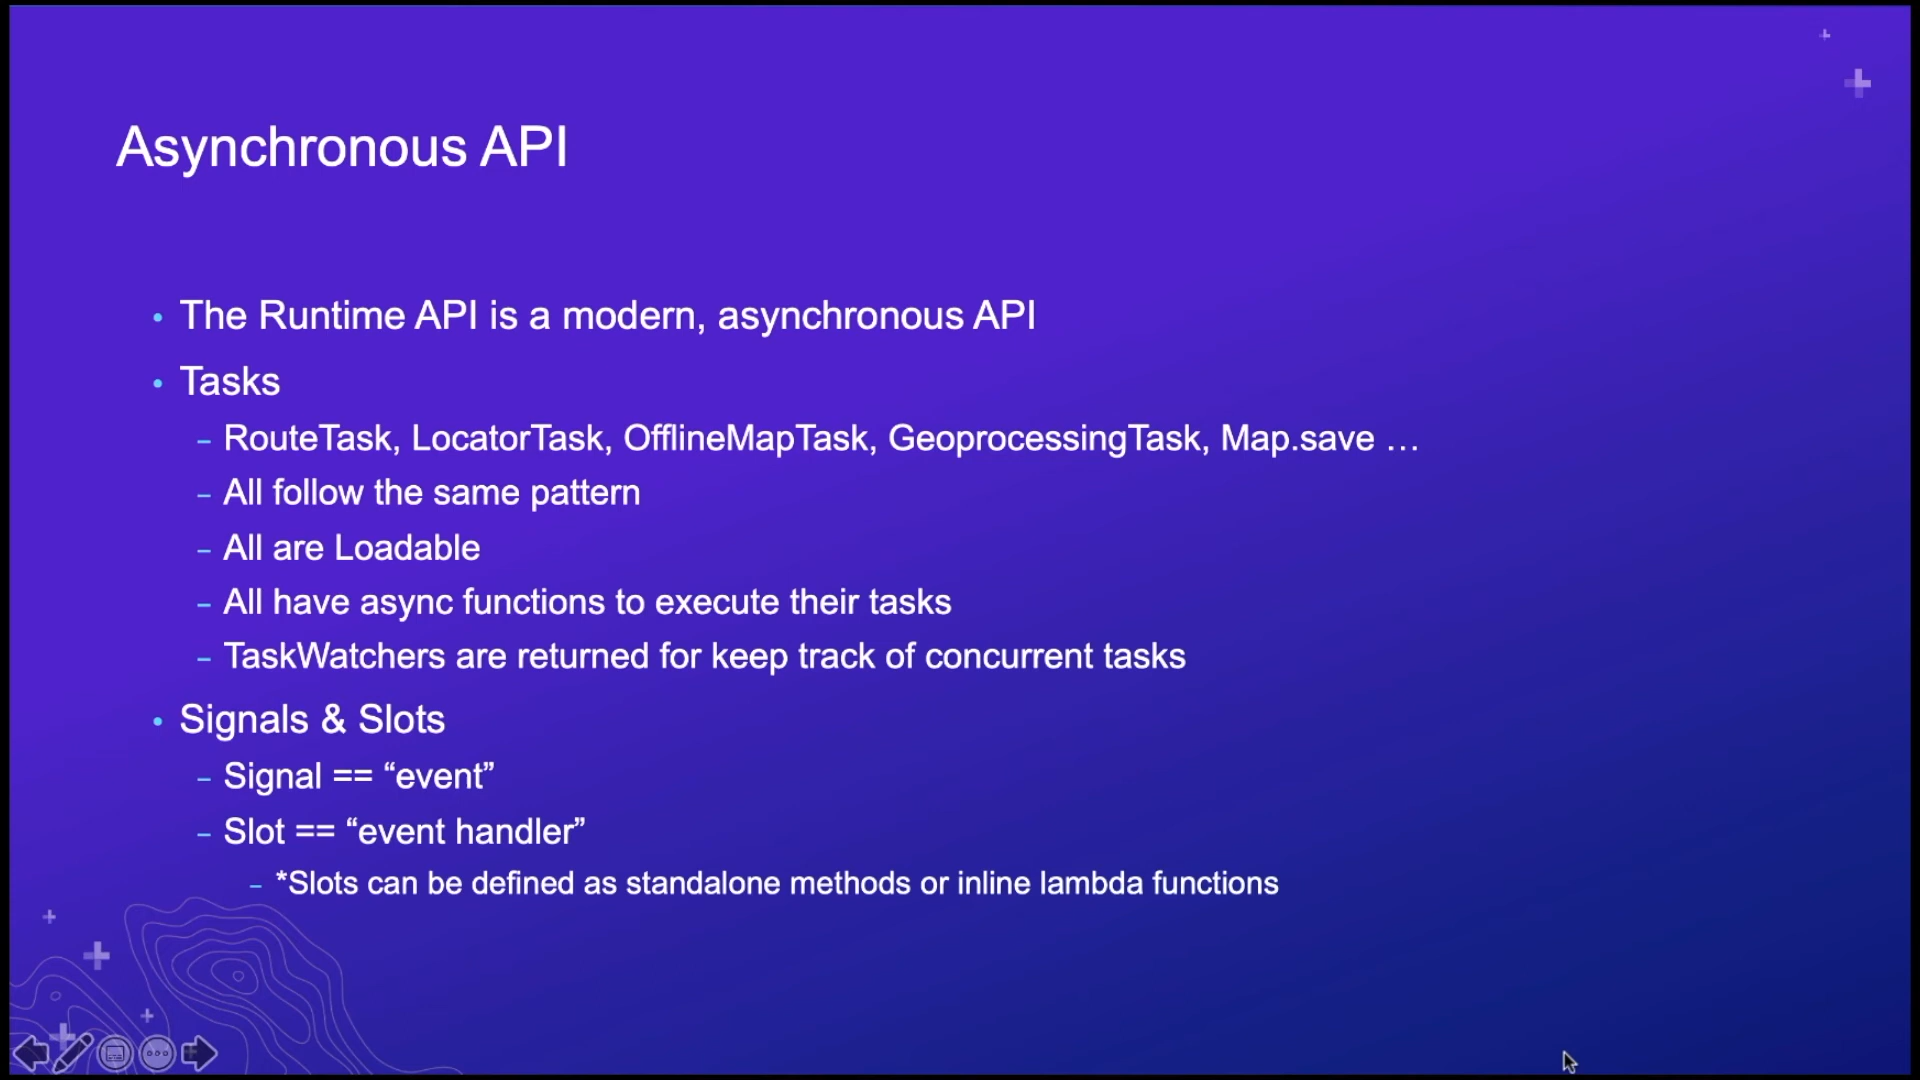 Asynchronous API
• The Runtime API is a modern, asynchronous API
• Tasks
– RouteTask, LocatorTask, OfflineMapTask, GeoprocessingTask, Map.save …
– All follow the same pattern
– All are Loadable
– All have async functions to execute their tasks
– TaskWatchers are returned for keep track of concurrent tasks
• Signals & Slots
– Signal == “event”
– Slot == “event handler”
– *Slots can be defined as standalone methods or inline lambda functions